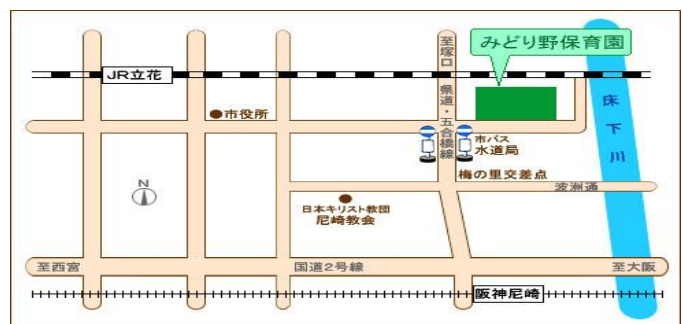 至塚口
みどり野保育園
JR立花
県道・五合橋線
床下川
市役所
市バス
水道局
梅の里交差点
N
波洲通
日本キリスト教団
尼崎教会
至西宮
国道2号線
至大阪
阪神尼崎